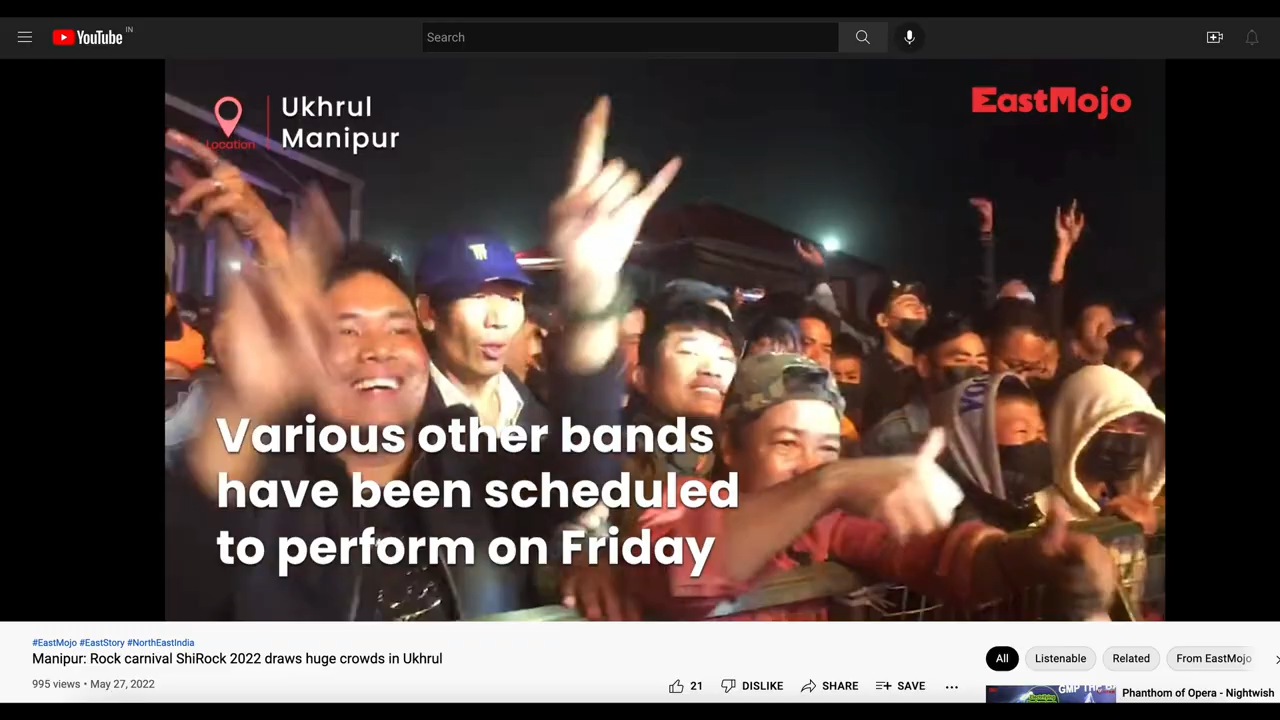 YouTube IN
Search
Location
Ukhrul
Manipur
EastMojo
Various other bands
have been scheduled
to perform on Friday
#EastMojo #EastStory #NorthEastIndia
Manipur: Rock carnival ShiRock 2022 draws huge crowds in Ukhrul
995 views • May 27, 2022
21 DISLIKE SHARE SAVE
All Listenable Related From EastMojo
Phanthom of Opera - Nightwish